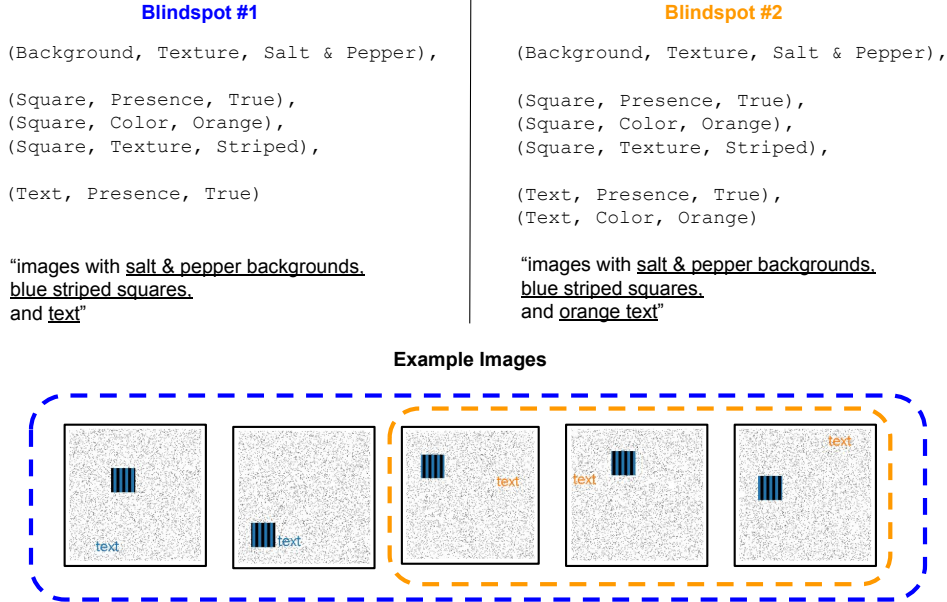 Blindspot #1
(Background, Texture, Salt & Pepper),
(Square, Presence, True),
(Square, Color, Orange),
(Square, Texture, Striped),
(Text, Presence, True)
“images with salt & pepper backgrounds,
blue striped squares,
and text”
Blindspot #2
(Background, Texture, Salt & Pepper),
(Square, Presence, True),
(Square, Color, Orange),
(Square, Texture, Striped),
(Text, Presence, True),
(Text, Color, Orange)
“images with salt & pepper backgrounds,
blue striped squares,
and orange text”
Example Images
text
text
text
text
text